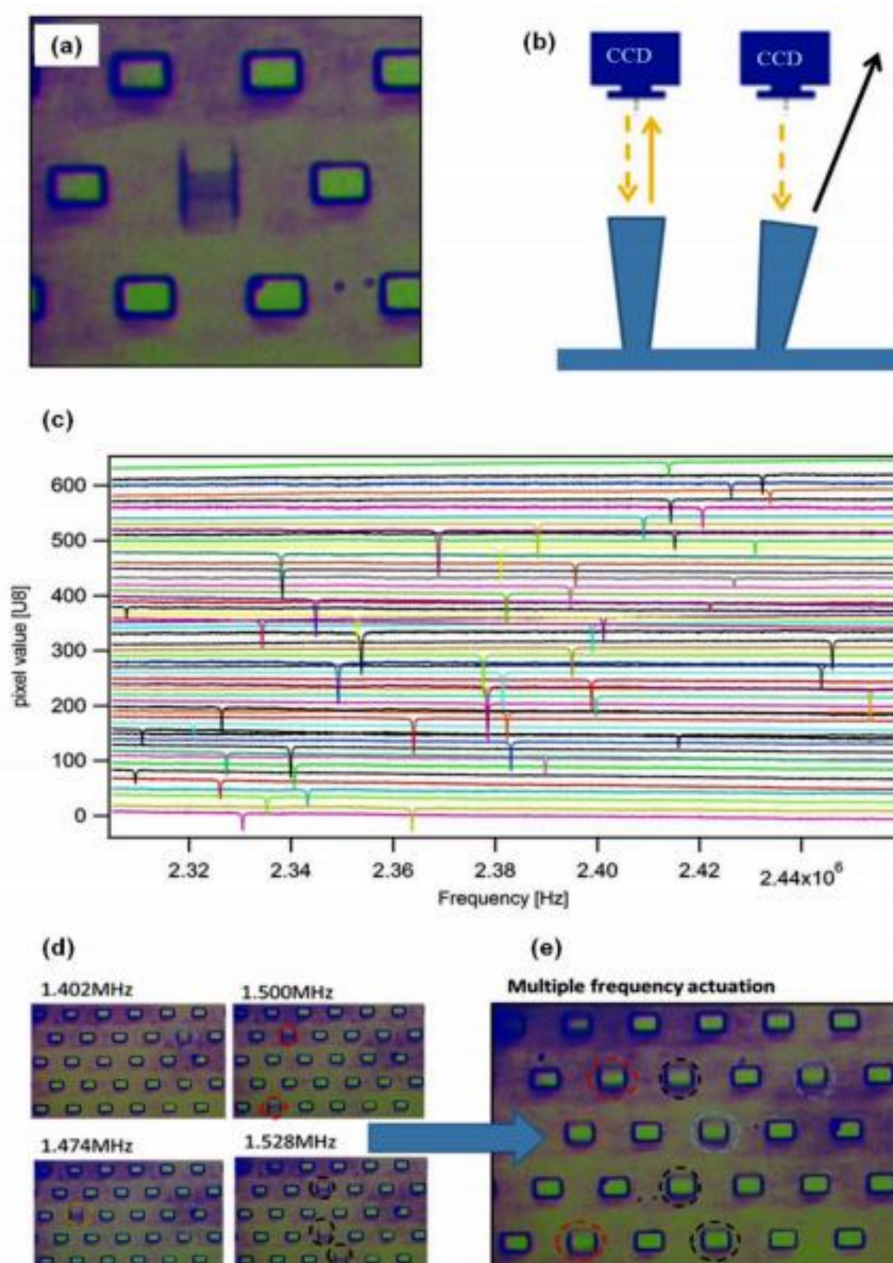 (a)
(b)
CCD
CCD
(c)
600
500
400
300
200
100
0
pixel value [U8]
2.32
2.34
2.36
2.38
2.40
2.42
2.44x10⁶
Frequency [Hz]
(d)
(e)
1.402MHz
1.500MHz
Multiple frequency actuation
1.474MHz
1.528MHz